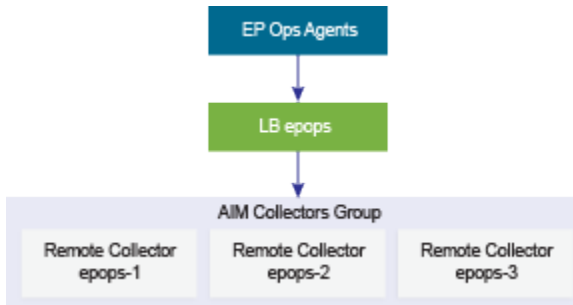 EP Ops Agents
LB epops
AIM Collectors Group
Remote Collector
epops-1
Remote Collector
epops-2
Remote Collector
epops-3